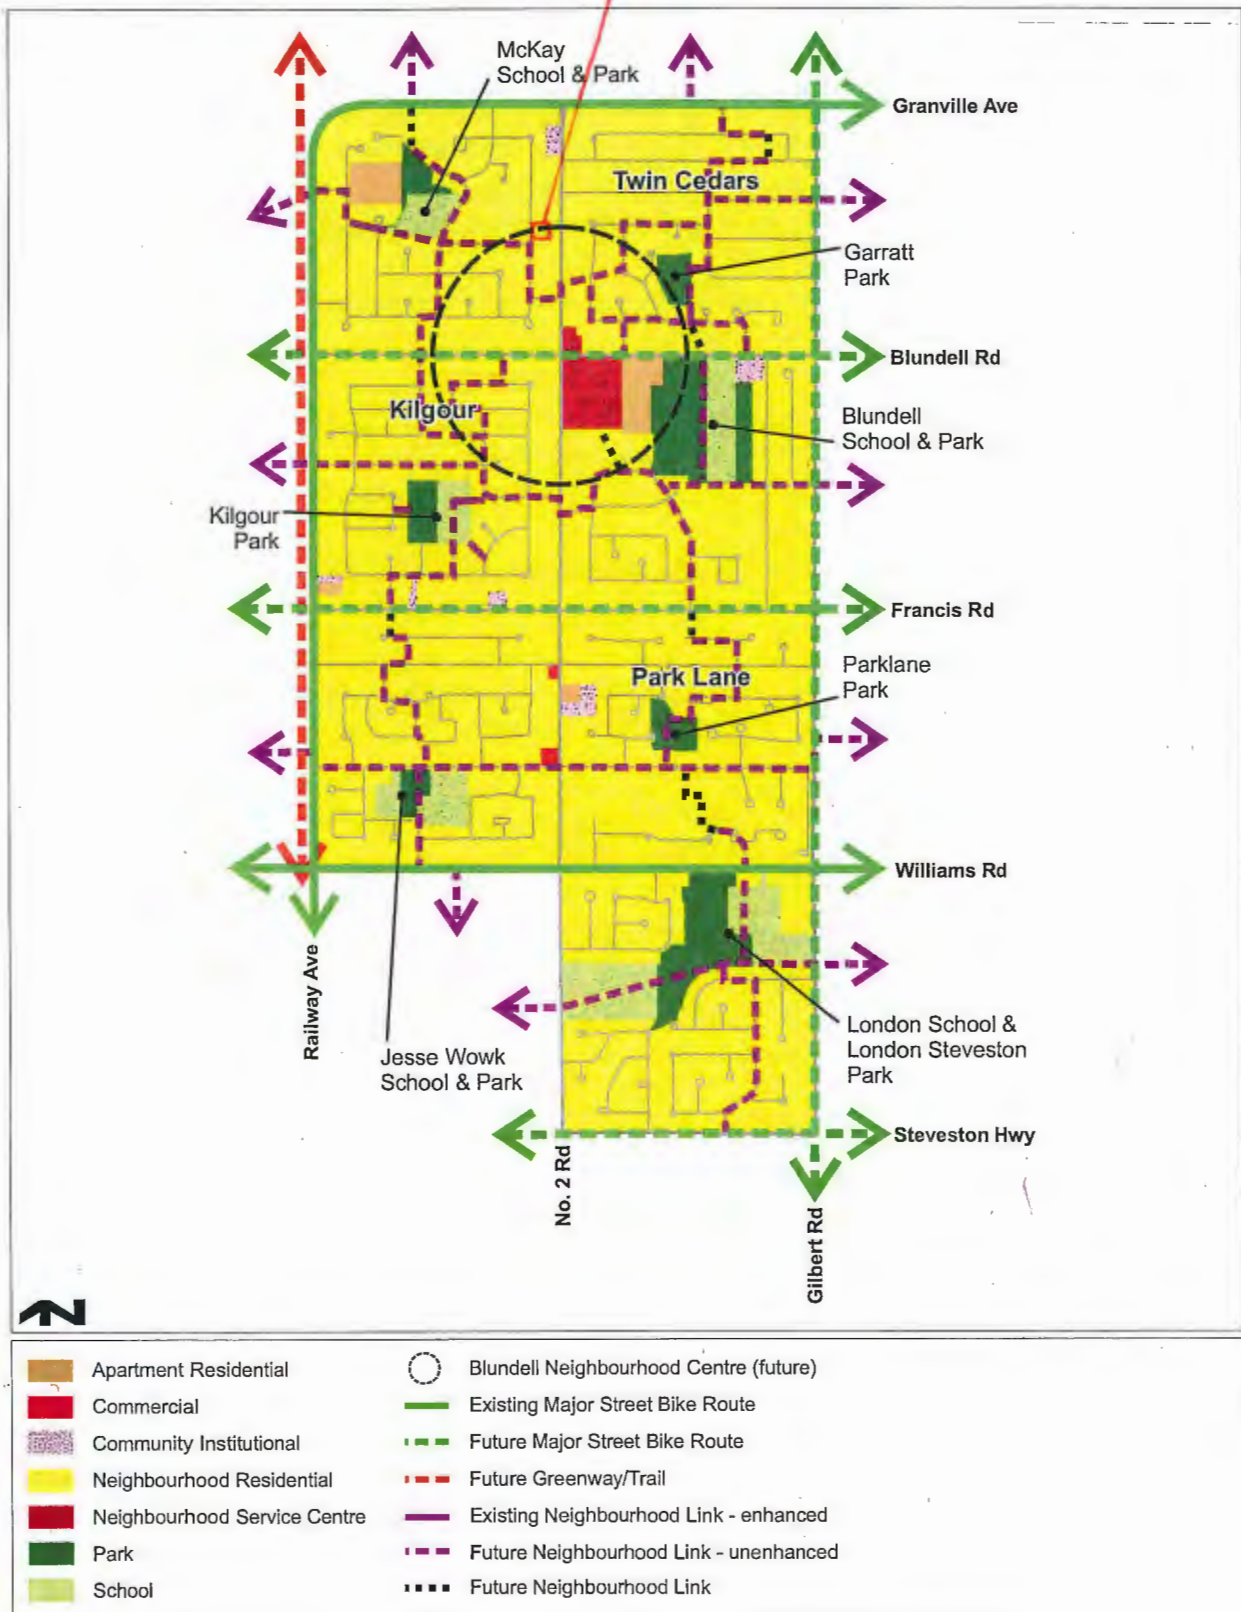 McKay
School & Park
Granville Ave
Twin Cedars
Garratt
Park
Blundell Rd
Kilgour
Blundell
School & Park
Kilgour
Park
Francis Rd
Park Lane
Parklane
Park
Williams Rd
Railway Ave
Jesse Wowk
School & Park
London School &
London Steveston
Park
Steveston Hwy
No. 2 Rd
Gilbert Rd
N
Apartment Residential
Commercial
Community Institutional
Neighbourhood Residential
Neighbourhood Service Centre
Park
School
Blundell Neighbourhood Centre (future)
Existing Major Street Bike Route
Future Major Street Bike Route
Future Greenway/Trail
Existing Neighbourhood Link - enhanced
Future Neighbourhood Link - unenhanced
Future Neighbourhood Link